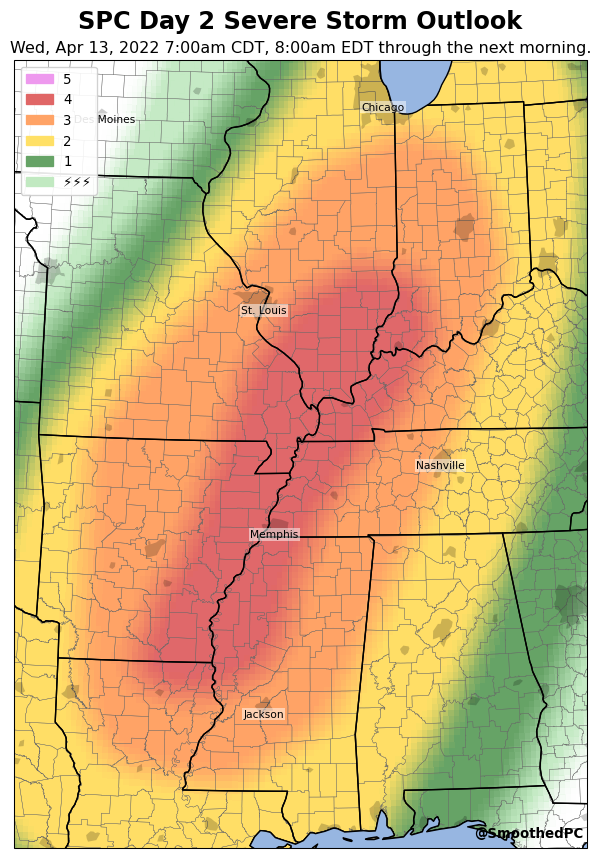 SPC Day 2 Severe Storm Outlook
Wed, Apr 13, 2022 7:00am CDT, 8:00am EDT through the next morning.
5
4
3
2
1
⚡⚡⚡
Chicago
Des Moines
St. Louis
Nashville
Memphis
Jackson
@SmoothedPC